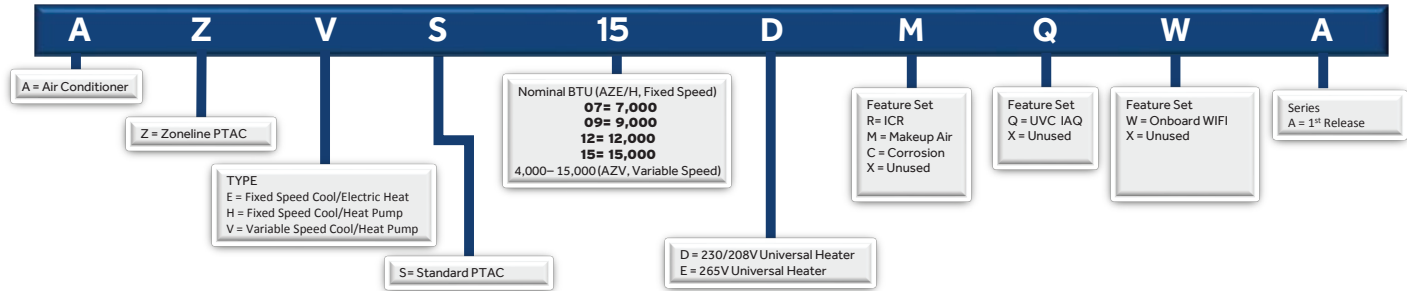 A Z V S 15 D M Q W A
A = Air Conditioner
Z = Zoneline PTAC
TYPE
E = Fixed Speed Cool/Electric Heat
H = Fixed Speed Cool/Heat Pump
V = Variable Speed Cool/Heat Pump
S= Standard PTAC
Nominal BTU (AZE/H, Fixed Speed)
07= 7,000
09= 9,000
12= 12,000
15= 15,000
4,000– 15,000 (AZV, Variable Speed)
D = 230/208V Universal Heater
E = 265V Universal Heater
Feature Set
R= ICR
M = Makeup Air
C = Corrosion
X = Unused
Feature Set
Q = UVC IAQ
X = Unused
Feature Set
W = Onboard WIFI
X = Unused
Series
A = 1st Release